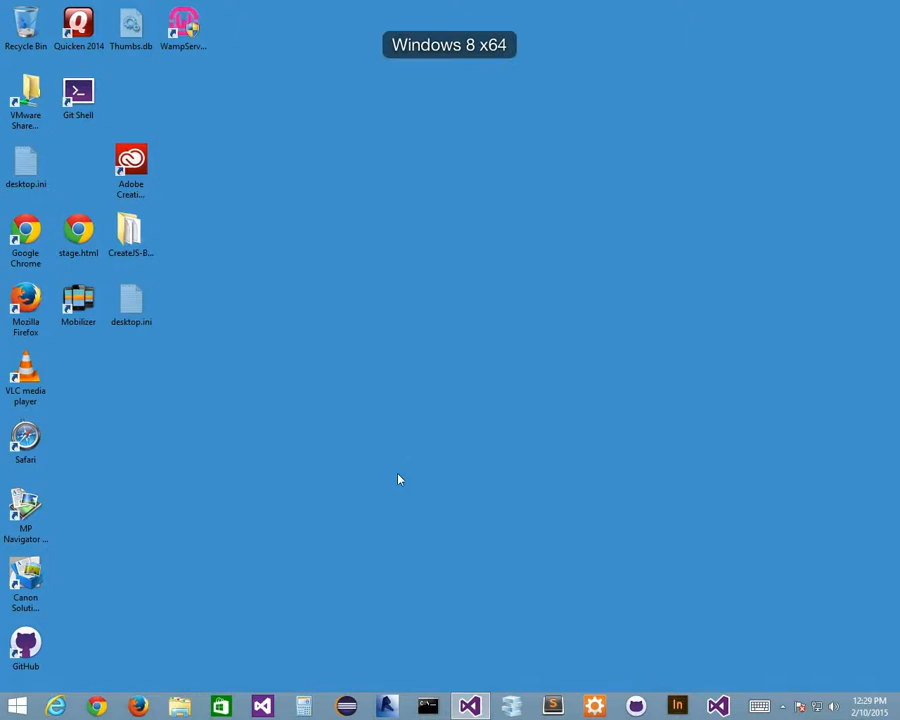 Windows 8 x64
Recycle Bin
Quicken 2014
Thumbs.db
WampServ...
VMware
Share...
Git Shell
desktop.ini
Adobe
Creati...
Google
Chrome
stage.html
CreateJS-B...
Mozilla
Firefox
Mobilizer
desktop.ini
VLC media
player
Safari
MP
Navigator ...
Canon
Soluti...
GitHub
In
12:29 PM
2/10/2015